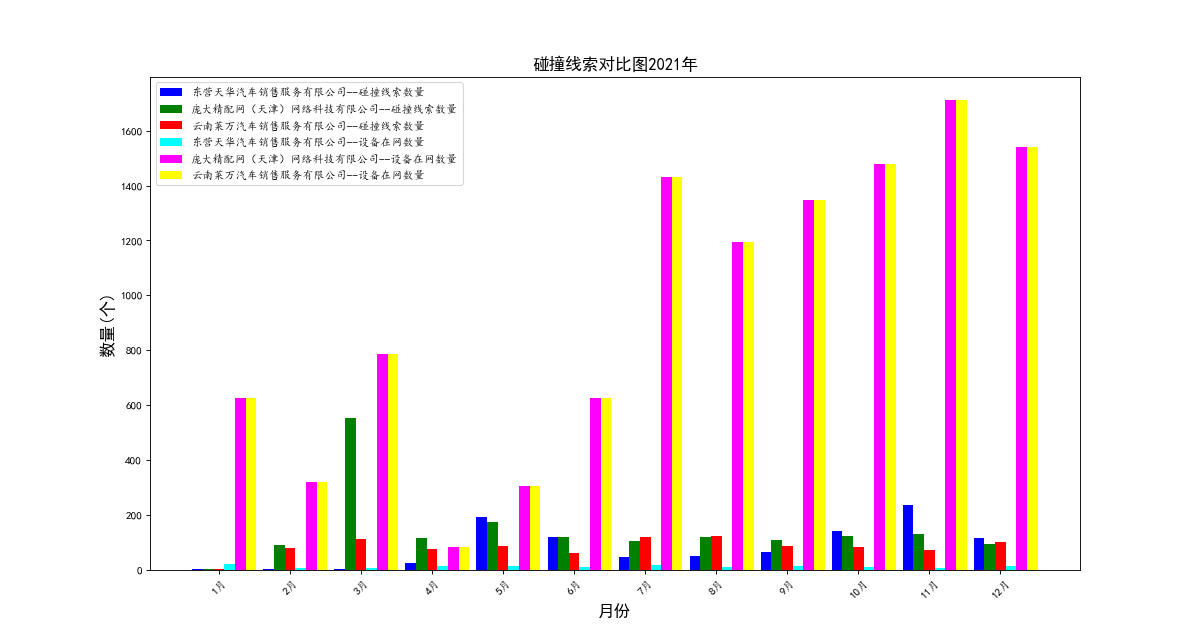 碰撞线索对比图2021年
东营天华汽车销售服务有限公司--碰撞线索数量
庞大精配网（天津）网络科技有限公司--碰撞线索数量
云南莱万汽车销售服务有限公司--碰撞线索数量
东营天华汽车销售服务有限公司--设备在网数量
庞大精配网（天津）网络科技有限公司--设备在网数量
云南莱万汽车销售服务有限公司--设备在网数量
数量(个)
1600
1400
1200
1000
800
600
400
200
0
1月 2月 3月 4月 5月 6月 7月 8月 9月 10月 11月 12月
月份